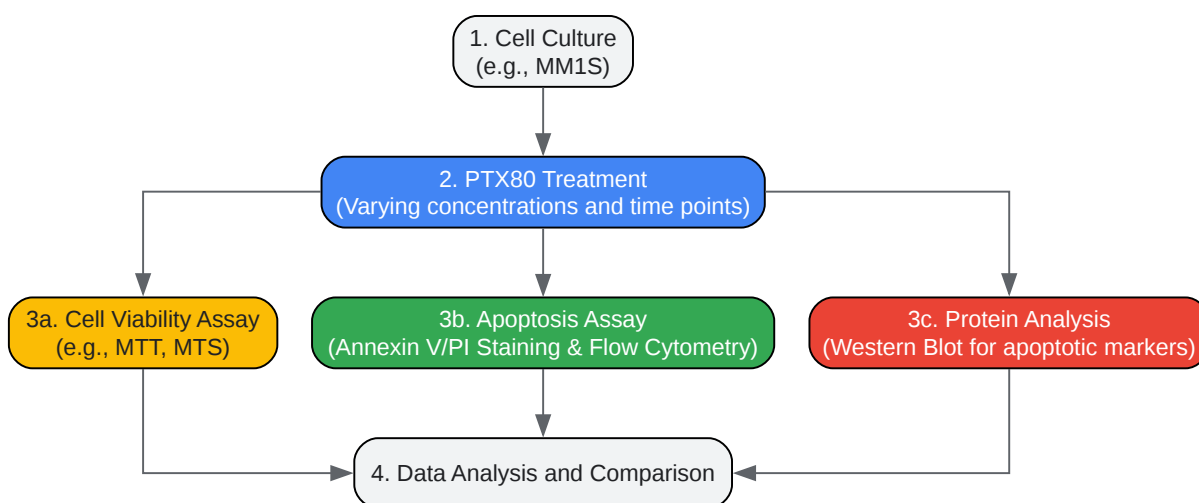 1. Cell Culture
(e.g., MM1S)
2. PTX80 Treatment
(Varying concentrations and time points)
3a. Cell Viability Assay
(e.g., MTT, MTS)
3b. Apoptosis Assay
(Annexin V/PI Staining & Flow Cytometry)
3c. Protein Analysis
(Western Blot for apoptotic markers)
4. Data Analysis and Comparison